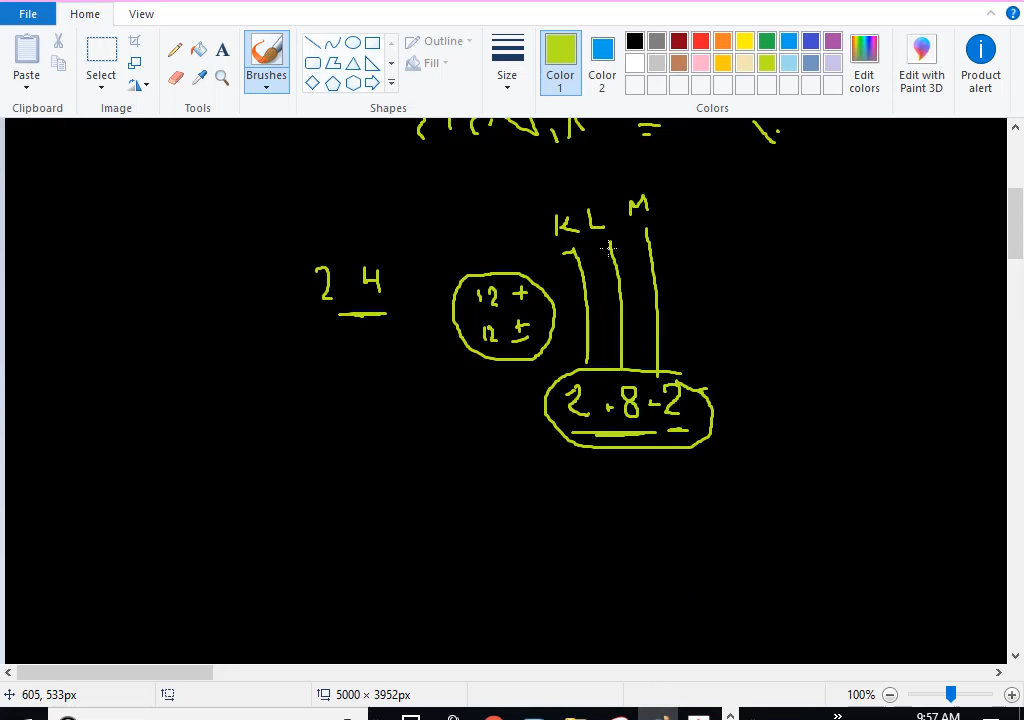 File Home View
Paste
Select
Brushes
Outline
Fill
Size
Color 1
Color 2
Edit colors
Edit with Paint 3D
Product alert
Clipboard Image Tools Shapes Colors
K L M
2 4
12 +
12 +
2 . 8 - 2
605, 533px 5000 × 3952px 100%
9:57 AM